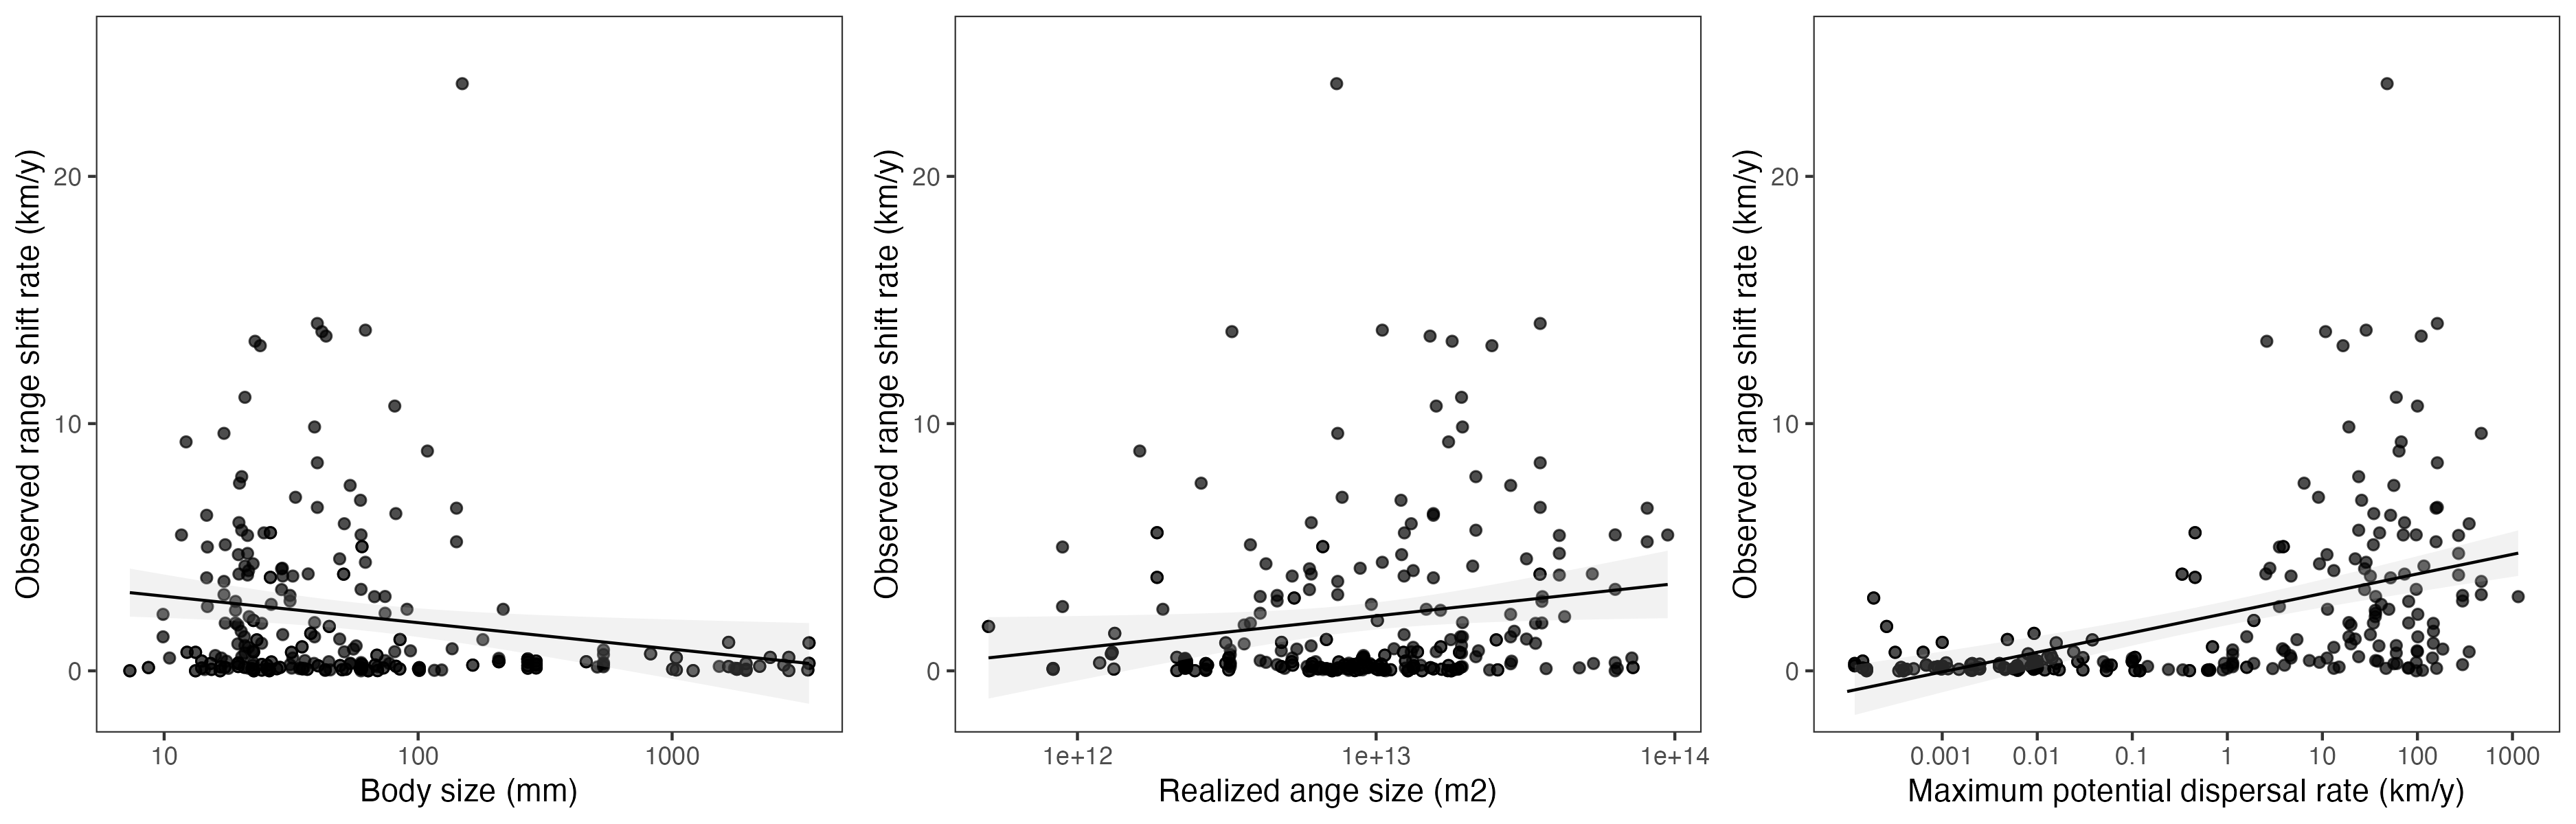 Observed range shift rate (km/y)
20
10
0
10
100
1000
Body size (mm)
Observed range shift rate (km/y)
20
10
0
1e+12
1e+13
1e+14
Realized ange size (m2)
Observed range shift rate (km/y)
20
10
0
0.001
0.01
0.1
1
10
100
1000
Maximum potential dispersal rate (km/y)